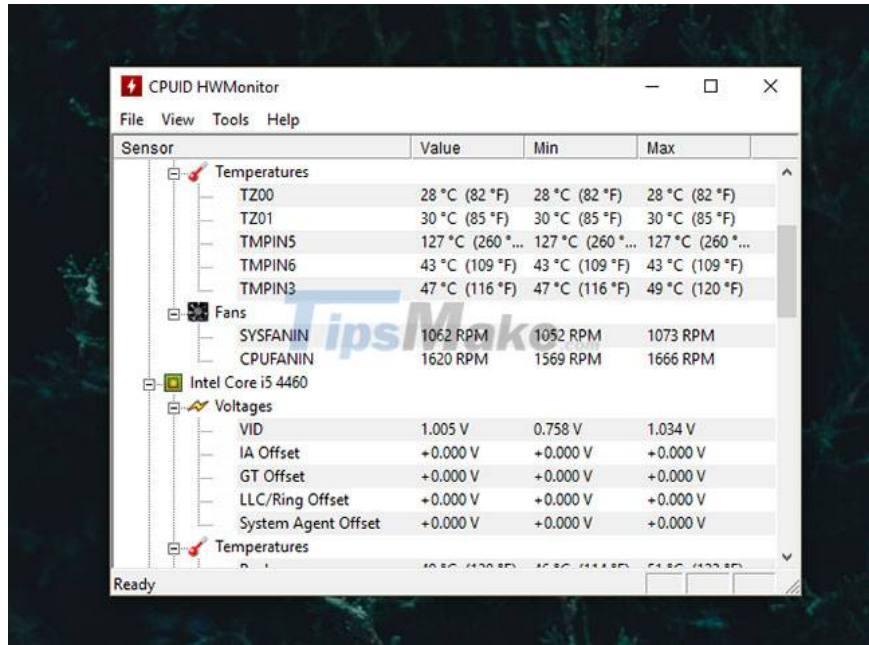 CPUID HWMonitor
File View Tools Help
Sensor Value Min Max
Temperatures
TZ00 28 °C (82 °F) 28 °C (82 °F) 28 °C (82 °F)
TZ01 30 °C (85 °F) 30 °C (85 °F) 30 °C (85 °F)
TMPIN5 127 °C (260 °... 127 °C (260 °... 127 °C (260 °...
TMPIN6 43 °C (109 °F) 43 °C (109 °F) 43 °C (109 °F)
TMPIN3 47 °C (116 °F) 47 °C (116 °F) 49 °C (120 °F)
Fans
SYSFANIN 1062 RPM 1052 RPM 1073 RPM
TipsMake.com
CPUFANIN 1620 RPM 1569 RPM 1666 RPM
Intel Core i5 4460
Voltages
VID 1.005 V 0.758 V 1.034 V
IA Offset +0.000 V +0.000 V +0.000 V
GT Offset +0.000 V +0.000 V +0.000 V
LLC/Ring Offset +0.000 V +0.000 V +0.000 V
System Agent Offset +0.000 V +0.000 V +0.000 V
Temperatures
Ready